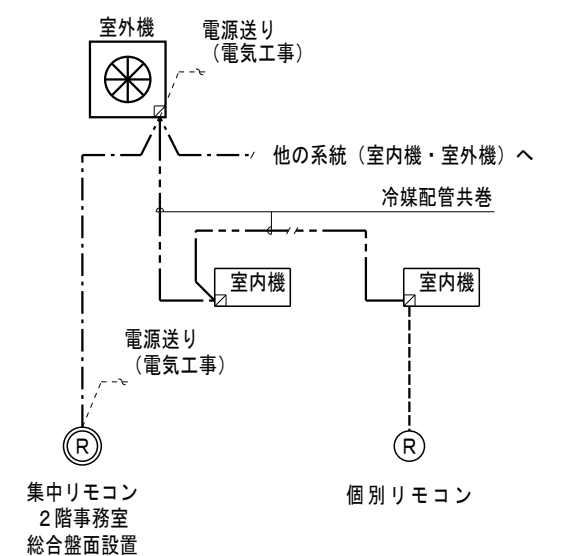 室外機
電源送り
(電気工事)
他の系統(室内機・室外機)へ
冷媒配管共巻
室内機
室内機
電源送り
(電気工事)
R
R
集中リモコン
2階事務室
総合盤面設置
個別リモコン